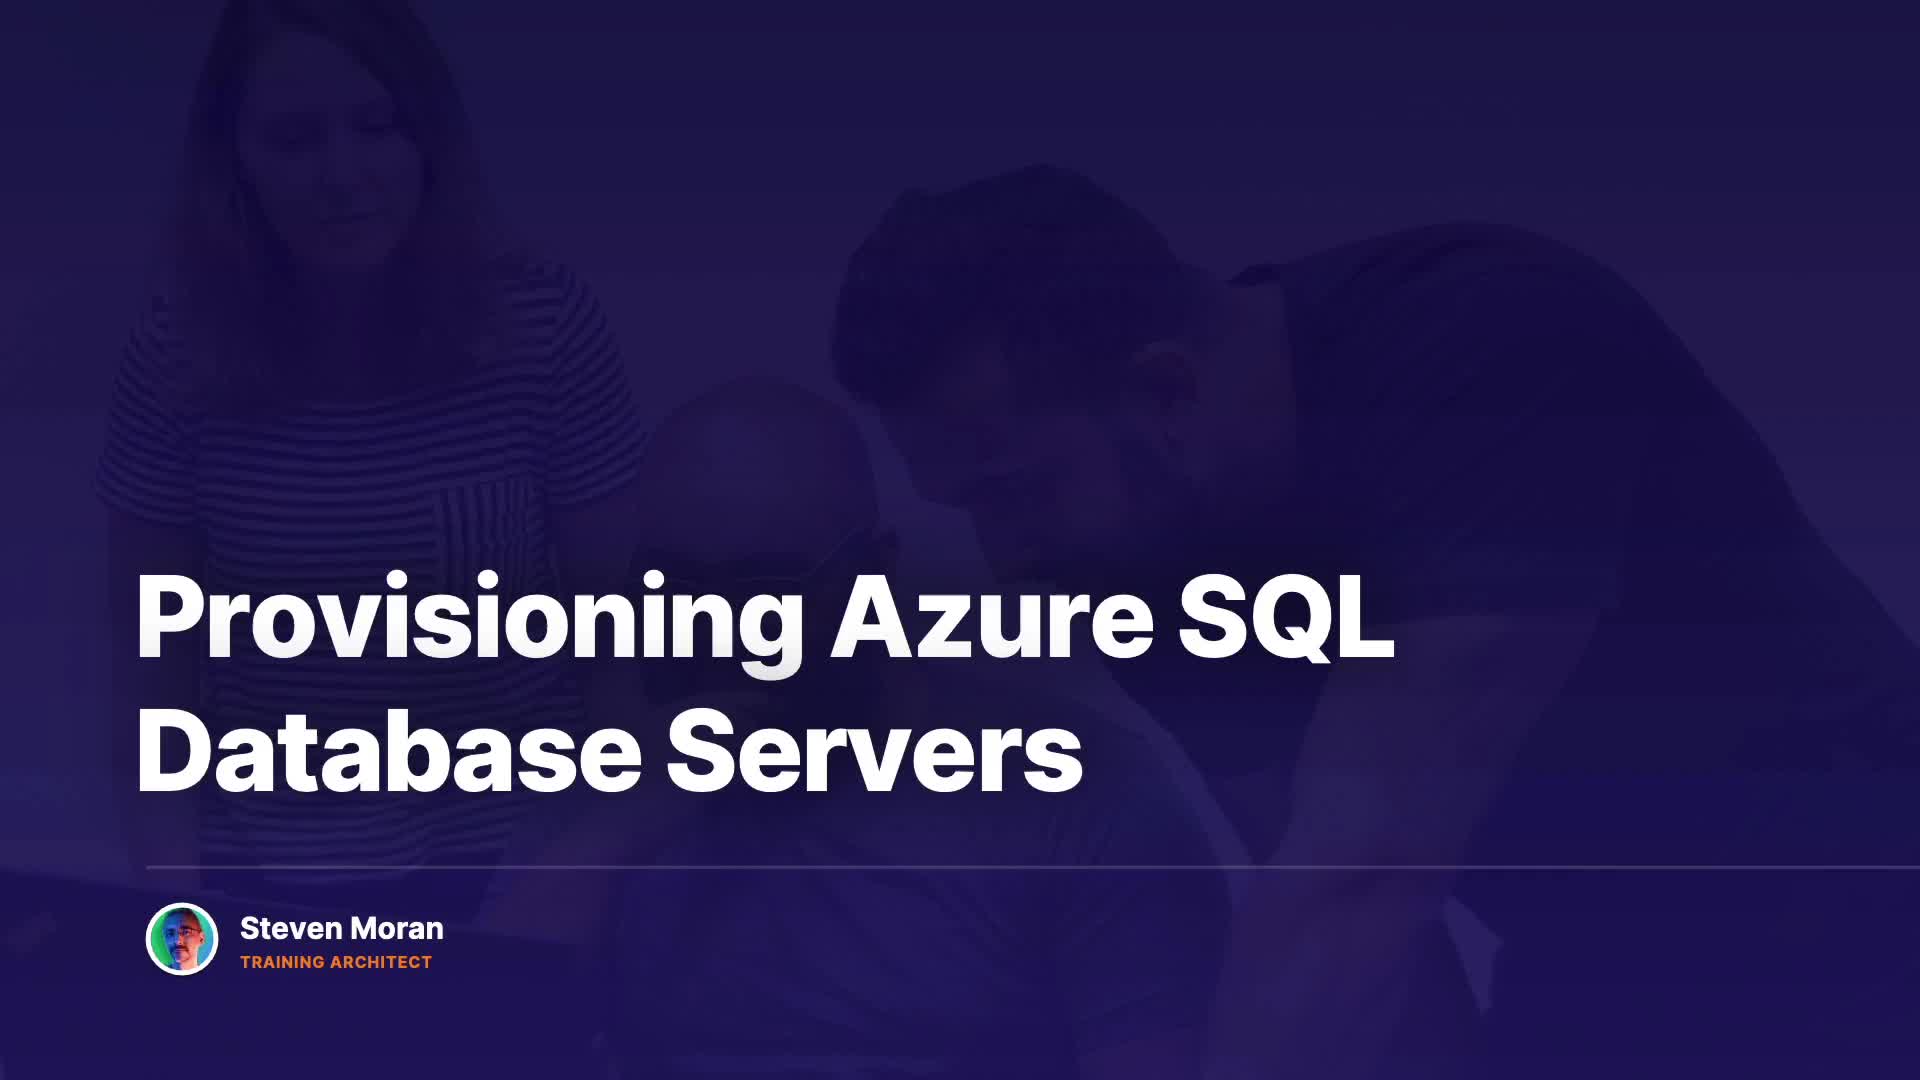 Provisioning Azure SQL
Database Servers
Steven Moran
TRAINING ARCHITECT